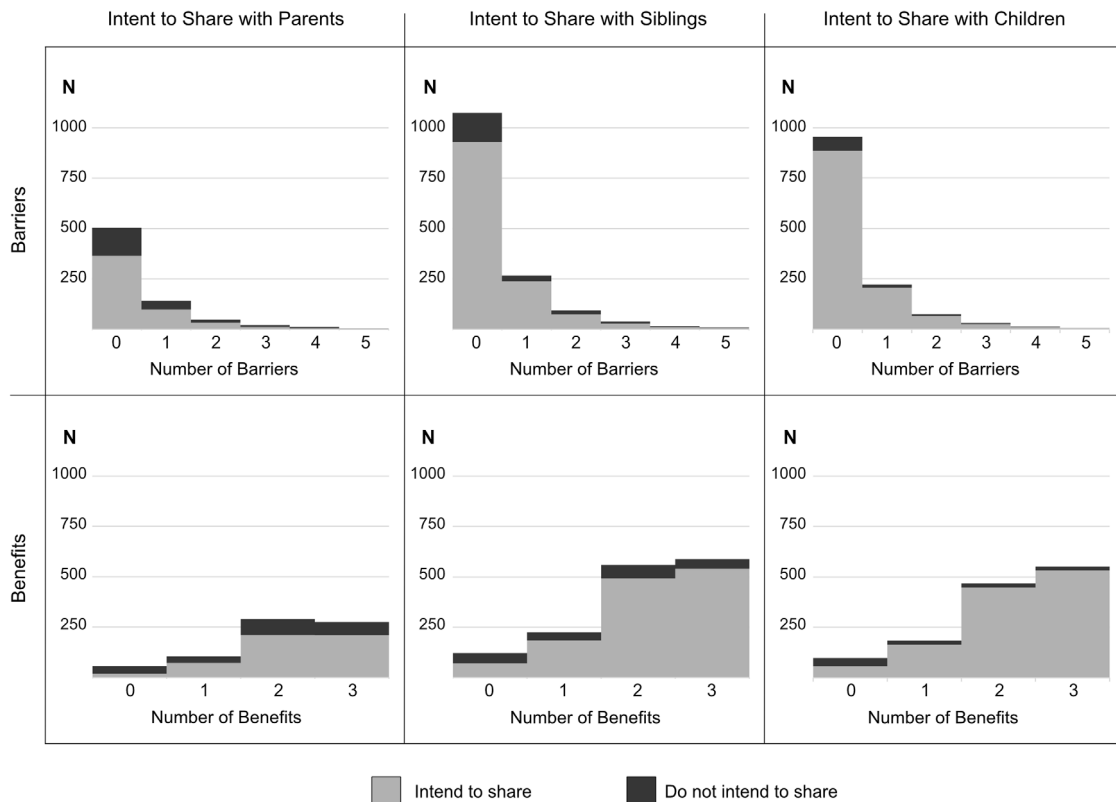 Intent to Share with Parents
Intent to Share with Siblings
Intent to Share with Children
Barriers
N
1000
750
500
250
0 1 2 3 4 5
Number of Barriers
N
1000
750
500
250
0 1 2 3 4 5
Number of Barriers
N
1000
750
500
250
0 1 2 3 4 5
Number of Barriers
Benefits
N
1000
750
500
250
0 1 2 3
Number of Benefits
N
1000
750
500
250
0 1 2 3
Number of Benefits
N
1000
750
500
250
0 1 2 3
Number of Benefits
Intend to share
Do not intend to share